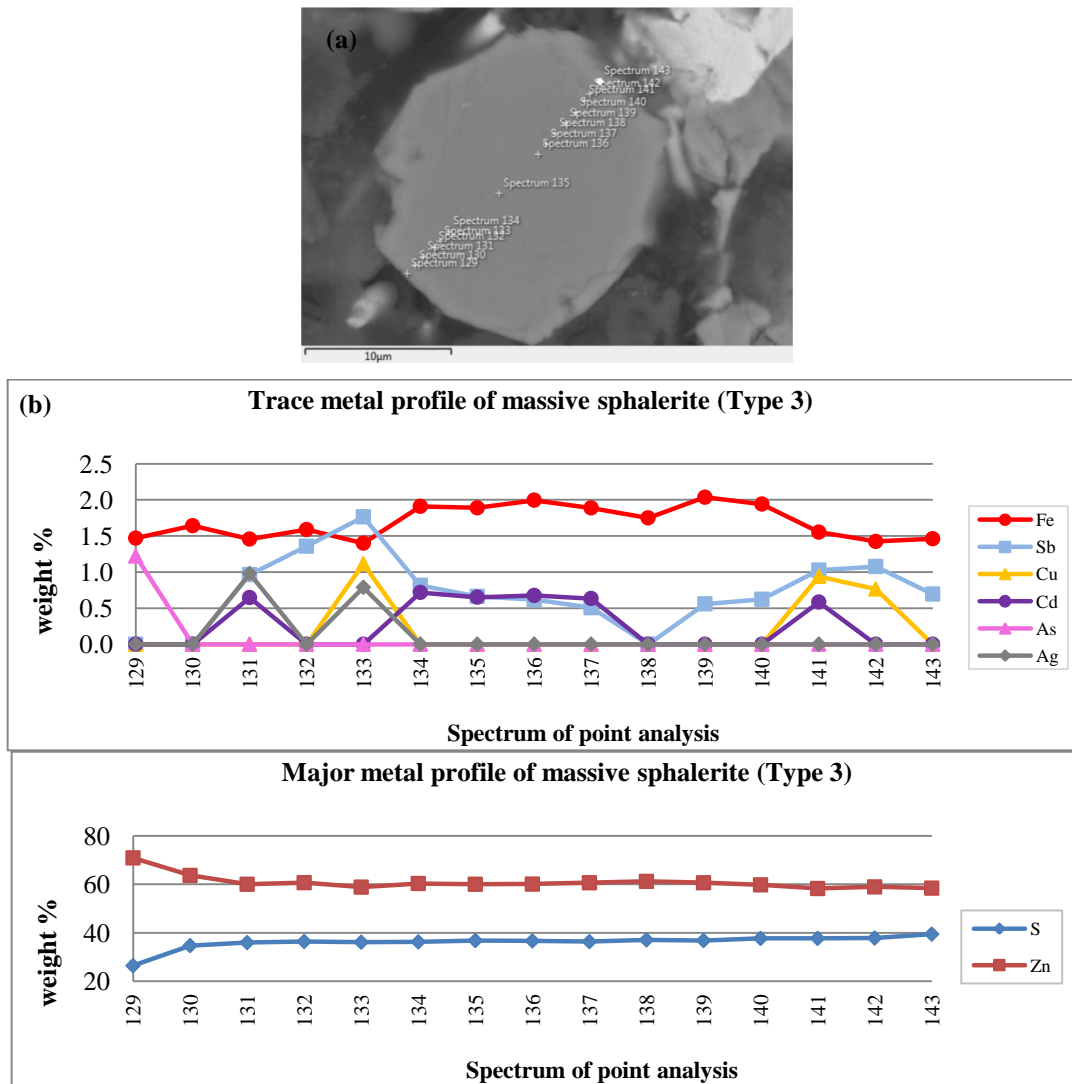 (a)
Spectrum 143
Spectrum 142
Spectrum 141
Spectrum 140
Spectrum 139
Spectrum 138
Spectrum 137
Spectrum 136
Spectrum 135
Spectrum 134
Spectrum 133
Spectrum 132
Spectrum 131
Spectrum 130
Spectrum 129
10µm
(b)
Trace metal profile of massive sphalerite (Type 3)
2.5
2.0
1.5
1.0
0.5
0.0
weight %
129 130 131 132 133 134 135 136 137 138 139 140 141 142 143
Spectrum of point analysis
Fe
Sb
Cu
Cd
As
Ag
Major metal profile of massive sphalerite (Type 3)
80
60
40
20
weight %
129 130 131 132 133 134 135 136 137 138 139 140 141 142 143
Spectrum of point analysis
S
Zn